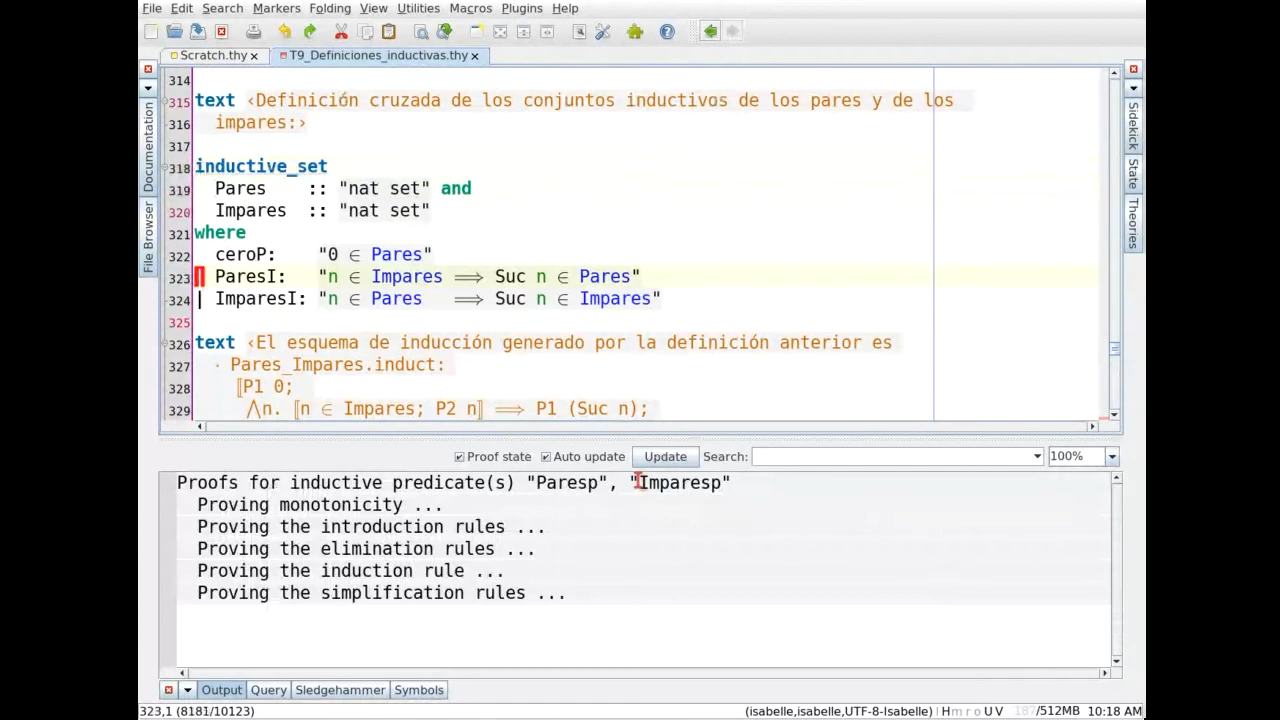 File Edit Search Markers Folding View Utilities Macros Plugins Help
Scratch.thy T9_Definiciones_inductivas.thy
Documentation
File Browser
314
315 text ‹Definición cruzada de los conjuntos inductivos de los pares y de los
316 impares:›
317
318 inductive_set
319 Pares :: "nat set" and
320 Impares :: "nat set"
321 where
322 ceroP: "0 ∈ Pares"
323 | ParesI: "n ∈ Impares ⟹ Suc n ∈ Pares"
324 | ImparesI: "n ∈ Pares ⟹ Suc n ∈ Impares"
325
326 text ‹El esquema de inducción generado por la definición anterior es
327 · Pares_Impares.induct:
328 ⟦P1 0;
329 ⋀n. ⟦n ∈ Impares; P2 n⟧ ⟹ P1 (Suc n);
Sidekick
State
Theories
Proof state Auto update Update Search: 100%
Proofs for inductive predicate(s) "Paresp", "Imparesp"
Proving monotonicity ...
Proving the introduction rules ...
Proving the elimination rules ...
Proving the induction rule ...
Proving the simplification rules ...
Output Query Sledgehammer Symbols
323,1 (8181/10123) (isabelle,isabelle,UTF-8-Isabelle) | H m r o U V 187/512MB 10:18 AM